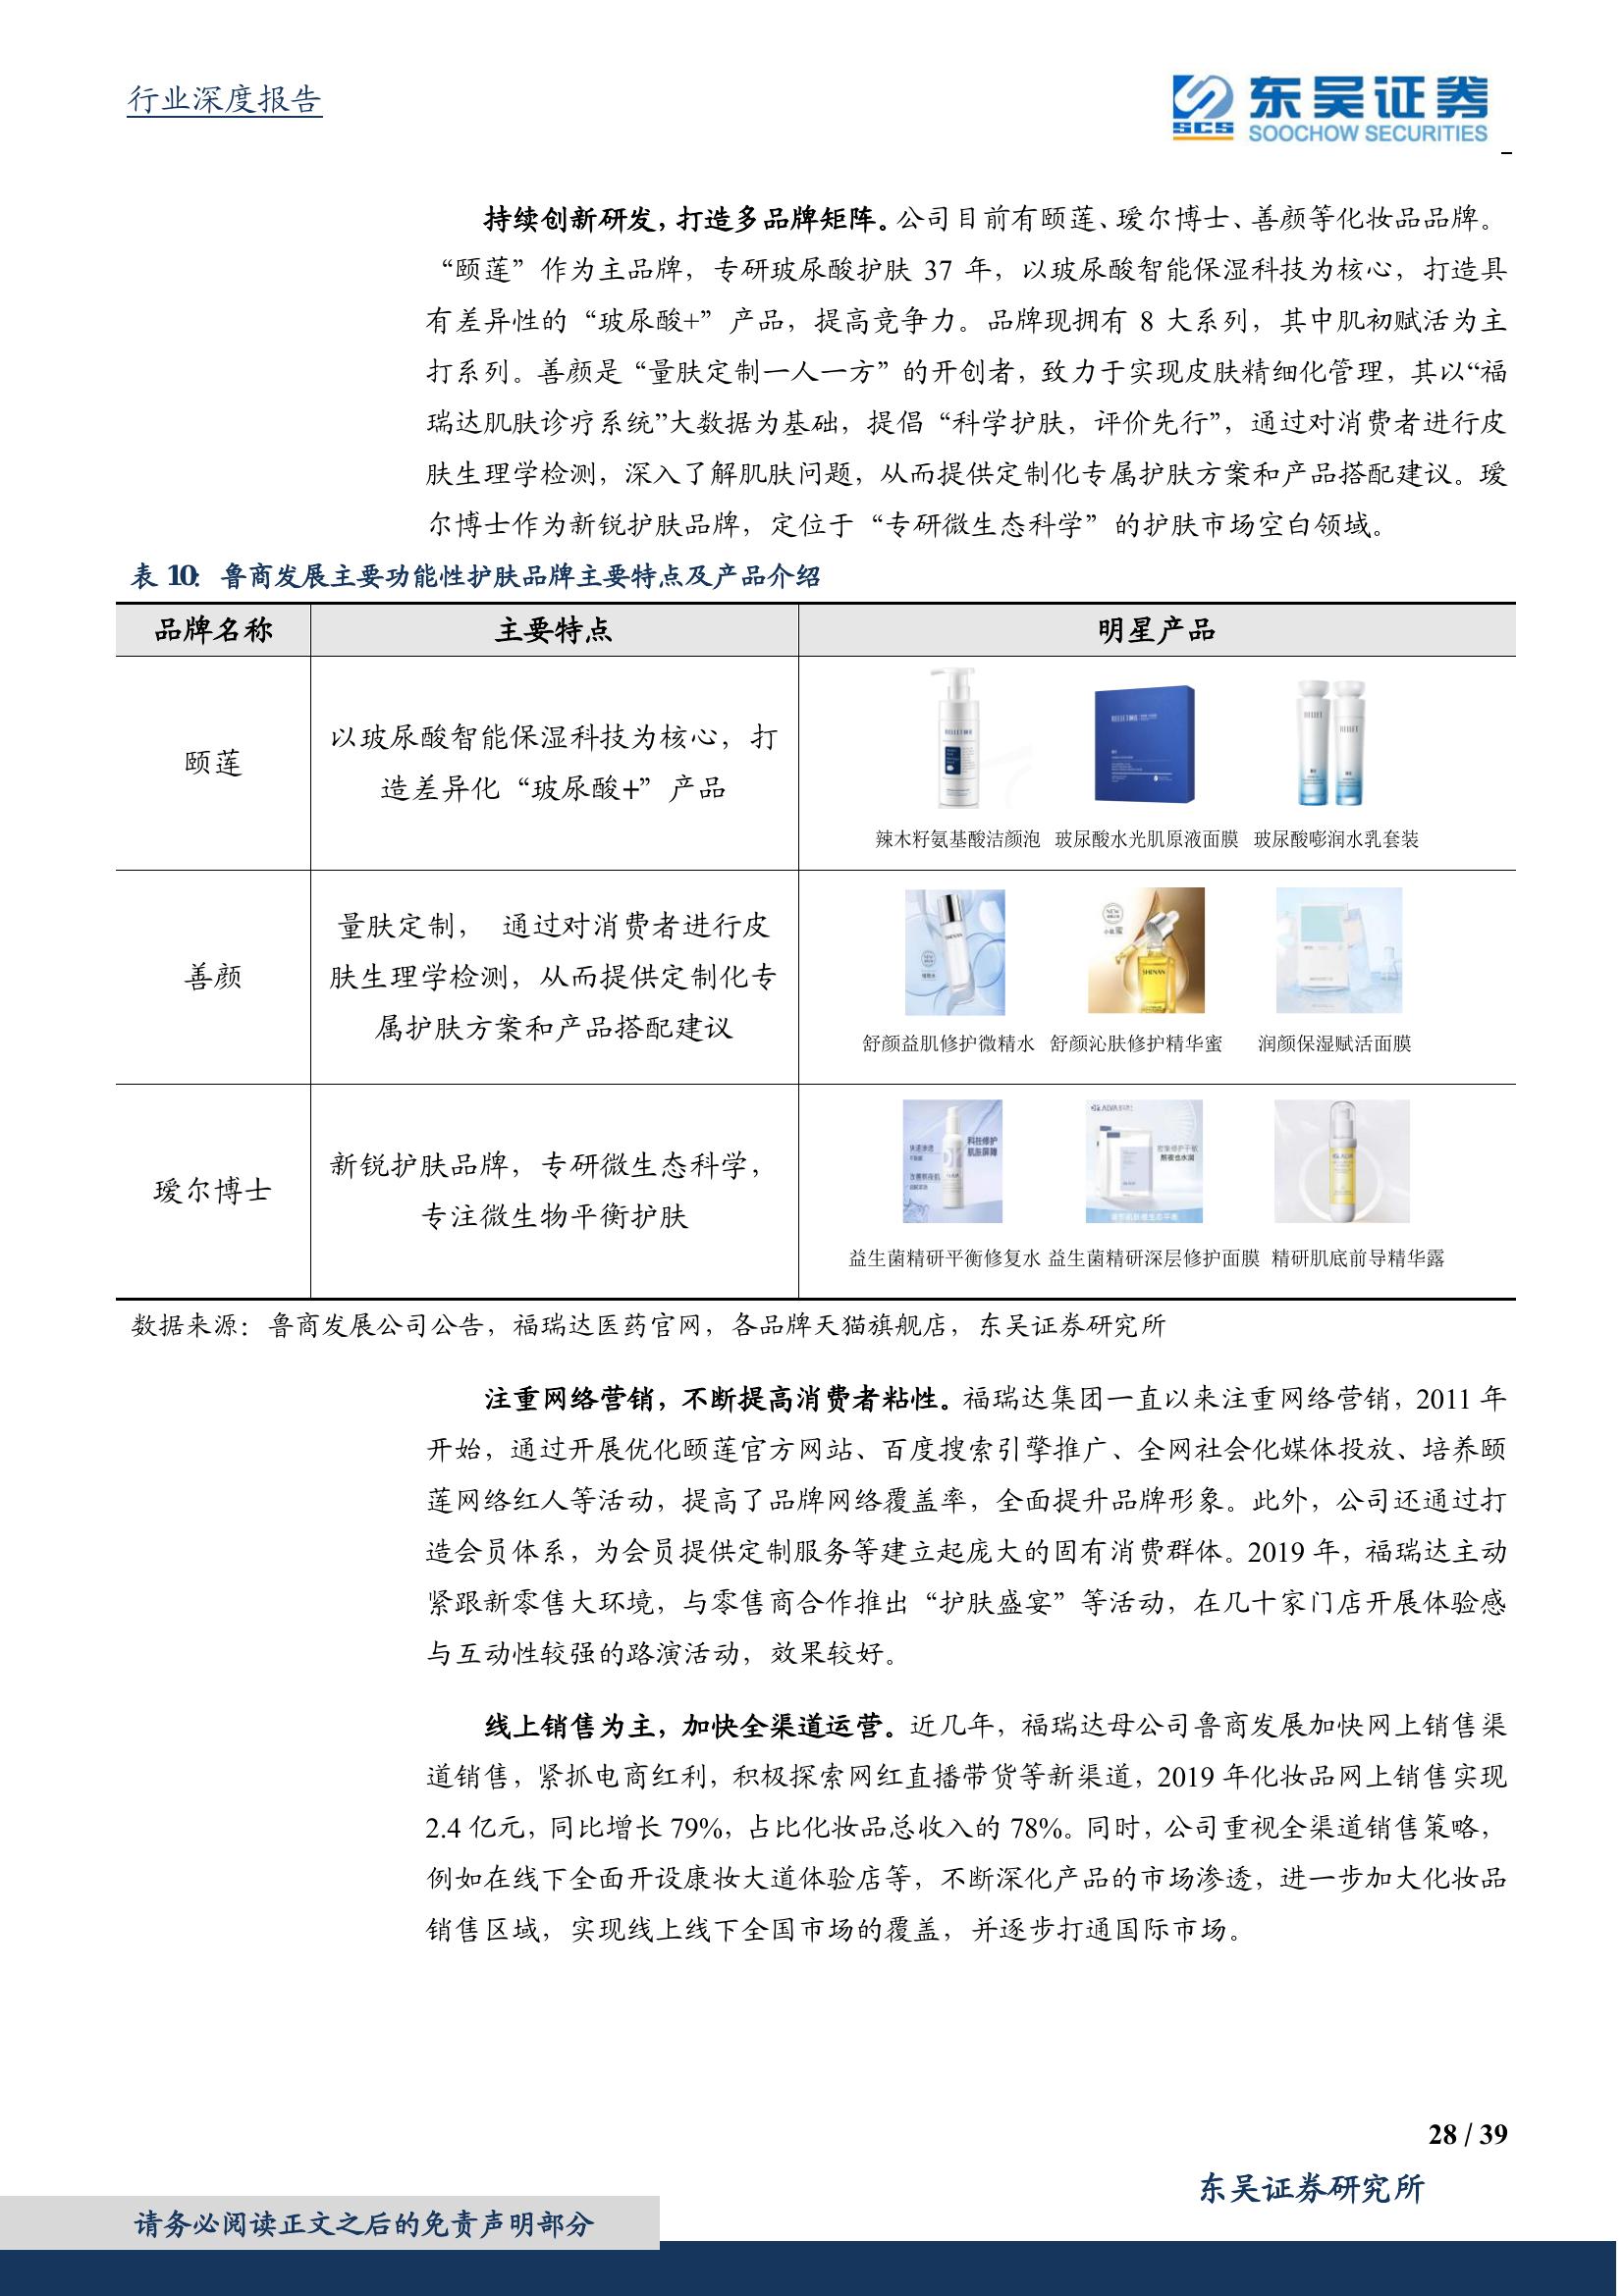 行业深度报告
东吴证券
SCS
SOOCHOW SECURITIES
持续创新研发，打造多品牌矩阵。公司目前有颐莲、瑷尔博士、善颜等化妆品品牌。
“颐莲”作为主品牌，专研玻尿酸护肤 37 年，以玻尿酸智能保湿科技为核心，打造具
有差异性的“玻尿酸+”产品，提高竞争力。品牌现拥有 8 大系列，其中肌初赋活为主
打系列。善颜是“量肤定制一人一方”的开创者，致力于实现皮肤精细化管理，其以“福
瑞达肌肤诊疗系统”大数据为基础，提倡“科学护肤，评价先行”，通过对消费者进行皮
肤生理学检测，深入了解肌肤问题，从而提供定制化专属护肤方案和产品搭配建议。瑷
尔博士作为新锐护肤品牌，定位于“专研微生态科学”的护肤市场空白领域。
表 10：鲁商发展主要功能性护肤品牌主要特点及产品介绍
品牌名称 主要特点 明星产品
颐莲
以玻尿酸智能保湿科技为核心，打
造差异化“玻尿酸+”产品
辣木籽氨基酸洁颜泡 玻尿酸水光肌原液面膜 玻尿酸嘭润水乳套装
善颜
量肤定制， 通过对消费者进行皮
肤生理学检测，从而提供定制化专
属护肤方案和产品搭配建议
舒颜益肌修护微精水 舒颜沁肤修护精华蜜 润颜保湿赋活面膜
瑷尔博士
新锐护肤品牌，专研微生态科学，
专注微生物平衡护肤
科技修护
肌肤屏障
益生菌精研平衡修复水 益生菌精研深层修护面膜 精研肌底前导精华露
数据来源：鲁商发展公司公告，福瑞达医药官网，各品牌天猫旗舰店，东吴证券研究所
注重网络营销，不断提高消费者粘性。福瑞达集团一直以来注重网络营销，2011 年
开始，通过开展优化颐莲官方网站、百度搜索引擎推广、全网社会化媒体投放、培养颐
莲网络红人等活动，提高了品牌网络覆盖率，全面提升品牌形象。此外，公司还通过打
造会员体系，为会员提供定制服务等建立起庞大的固有消费群体。2019 年，福瑞达主动
紧跟新零售大环境，与零售商合作推出“护肤盛宴”等活动，在几十家门店开展体验感
与互动性较强的路演活动，效果较好。
线上销售为主，加快全渠道运营。近几年，福瑞达母公司鲁商发展加快网上销售渠
道销售，紧抓电商红利，积极探索网红直播带货等新渠道，2019 年化妆品网上销售实现
2.4 亿元，同比增长 79%，占比化妆品总收入的 78%。同时，公司重视全渠道销售策略，
例如在线下全面开设康妆大道体验店等，不断深化产品的市场渗透，进一步加大化妆品
销售区域，实现线上线下全国市场的覆盖，并逐步打通国际市场。
28 / 39
东吴证券研究所
请务必阅读正文之后的免责声明部分